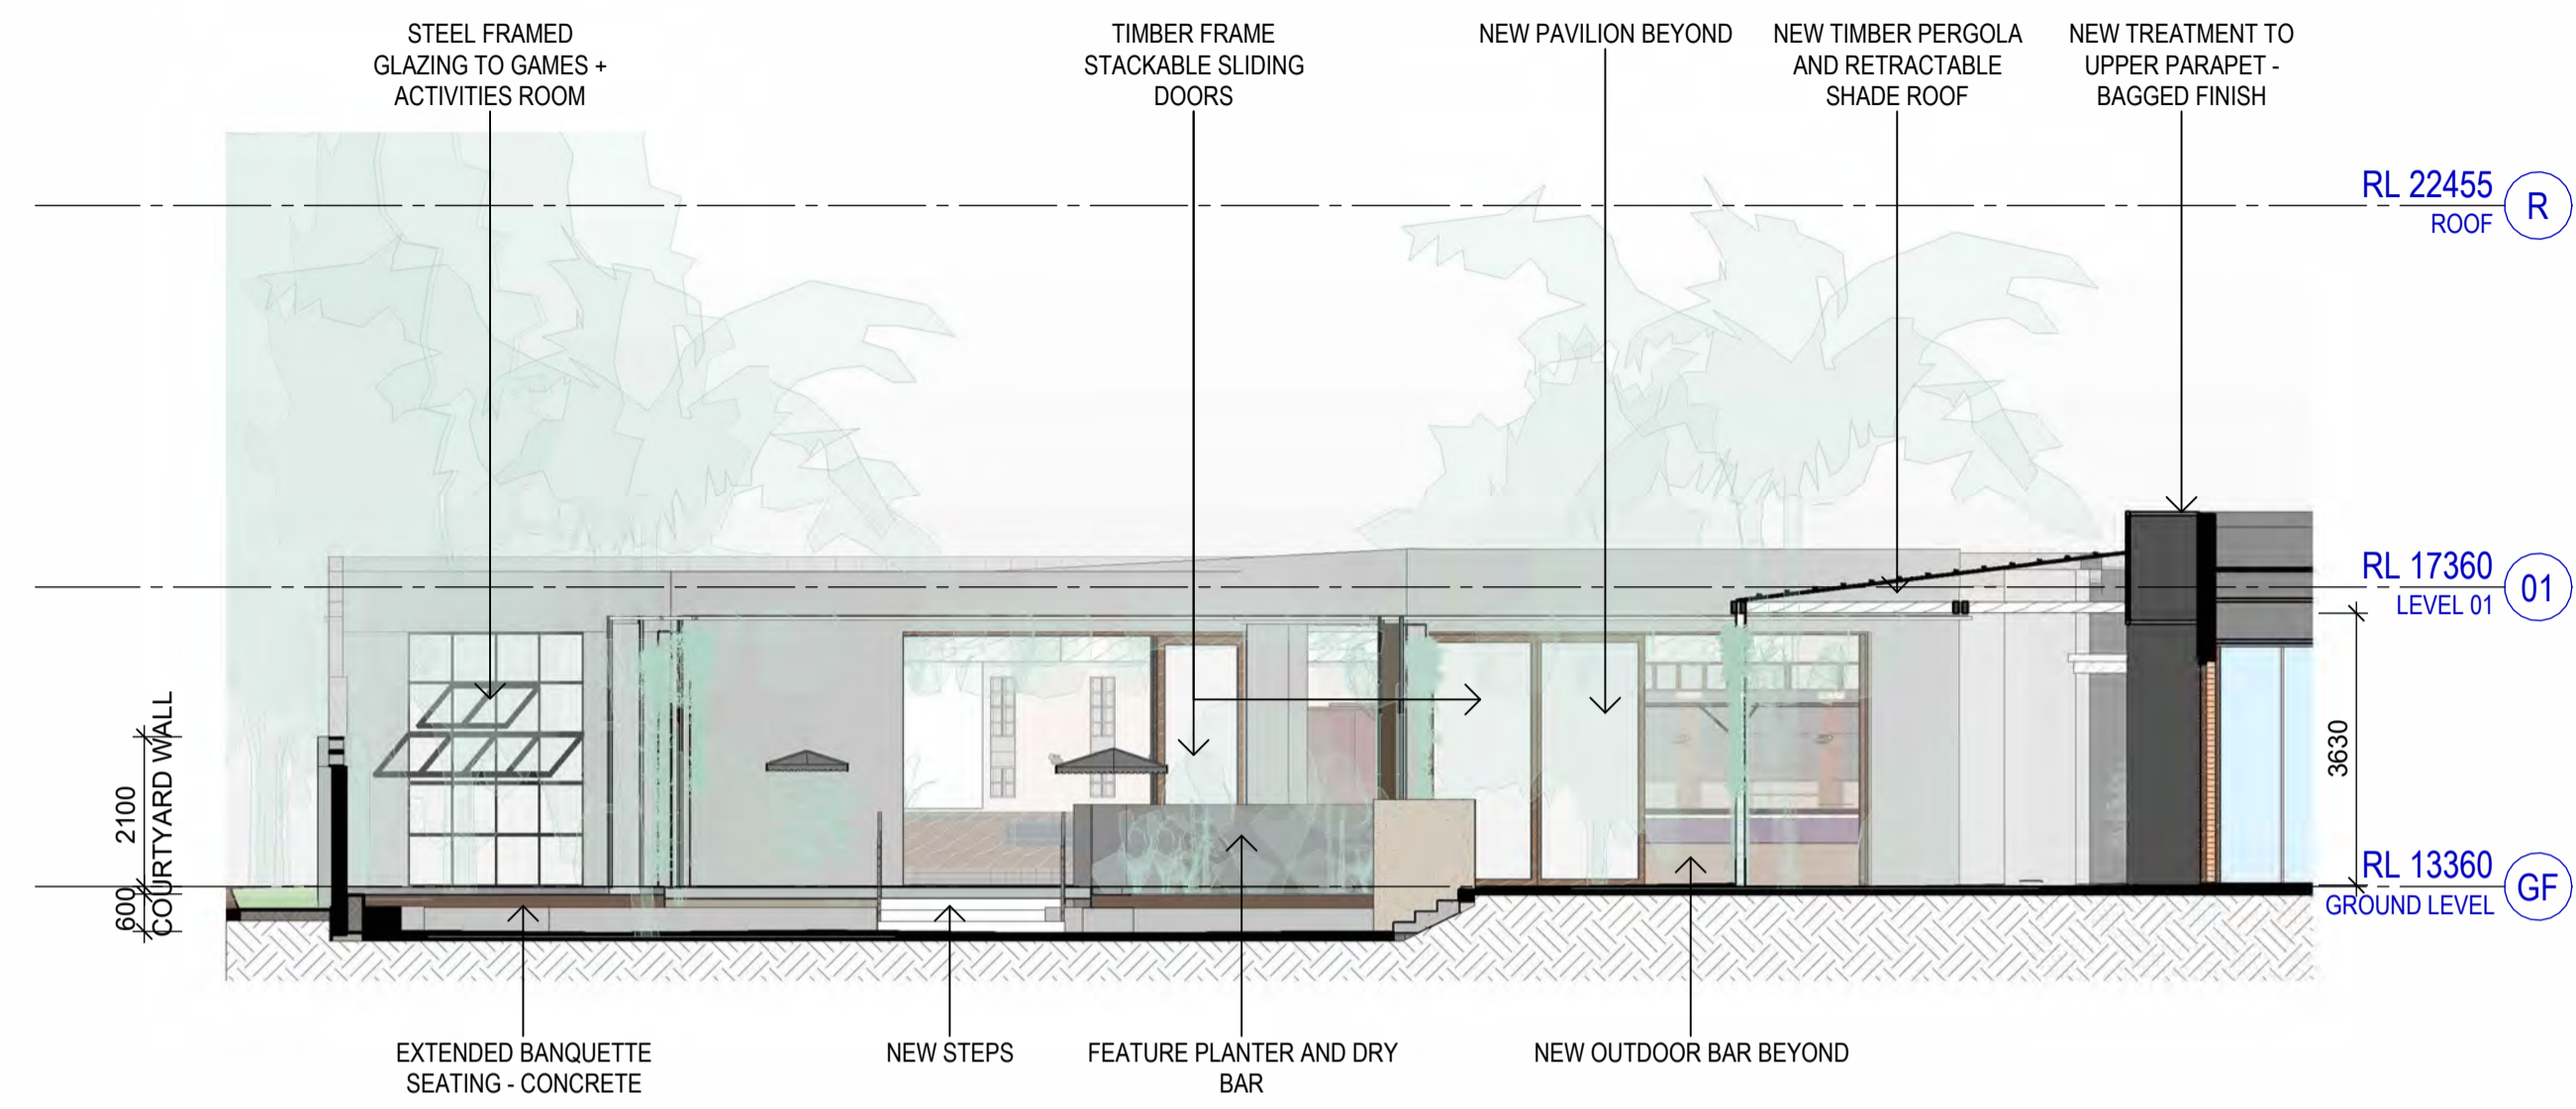 STEEL FRAMED
GLAZING TO GAMES +
ACTIVITIES ROOM
TIMBER FRAME
STACKABLE SLIDING
DOORS
NEW PAVILION BEYOND
NEW TIMBER PERGOLA
AND RETRACTABLE
SHADE ROOF
NEW TREATMENT TO
UPPER PARAPET -
BAGGED FINISH
RL 22455
ROOF
R
RL 17360
LEVEL 01
01
3630
RL 13360
GROUND LEVEL
GF
2100
600
COURTYARD WALL
EXTENDED BANQUETTE
SEATING - CONCRETE
NEW STEPS
FEATURE PLANTER AND DRY
BAR
NEW OUTDOOR BAR BEYOND